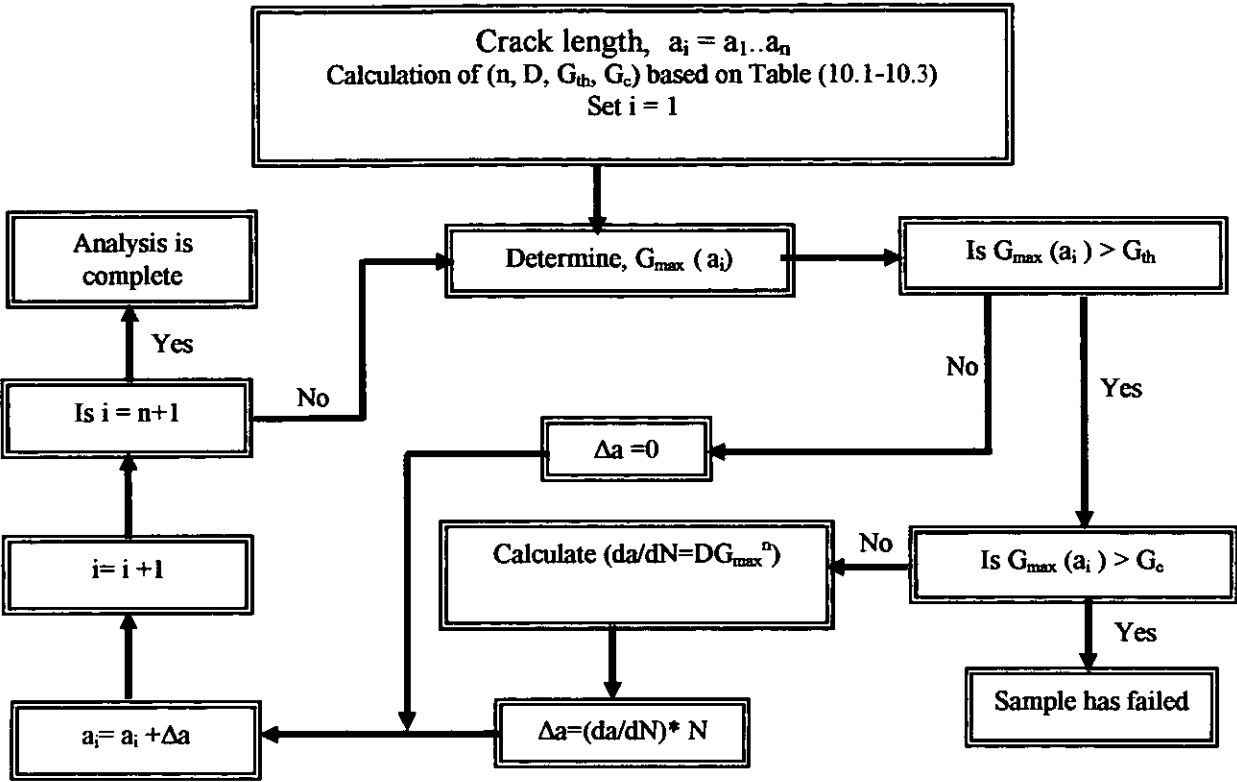 Crack length, aᵢ = a₁..aₙ
Calculation of (n, D, Gₜₕ, G꜀) based on Table (10.1-10.3)
Set i = 1
Analysis is
complete
Determine, Gₘₐₓ (aᵢ)
Is Gₘₐₓ (aᵢ) > Gₜₕ
Yes
No
Yes
Is i = n+1
No
Δa =0
Calculate (da/dN=DGₘₐₓⁿ)
No
Is Gₘₐₓ (aᵢ) > G꜀
i= i +1
Yes
aᵢ= aᵢ +Δa
Δa=(da/dN)* N
Sample has failed